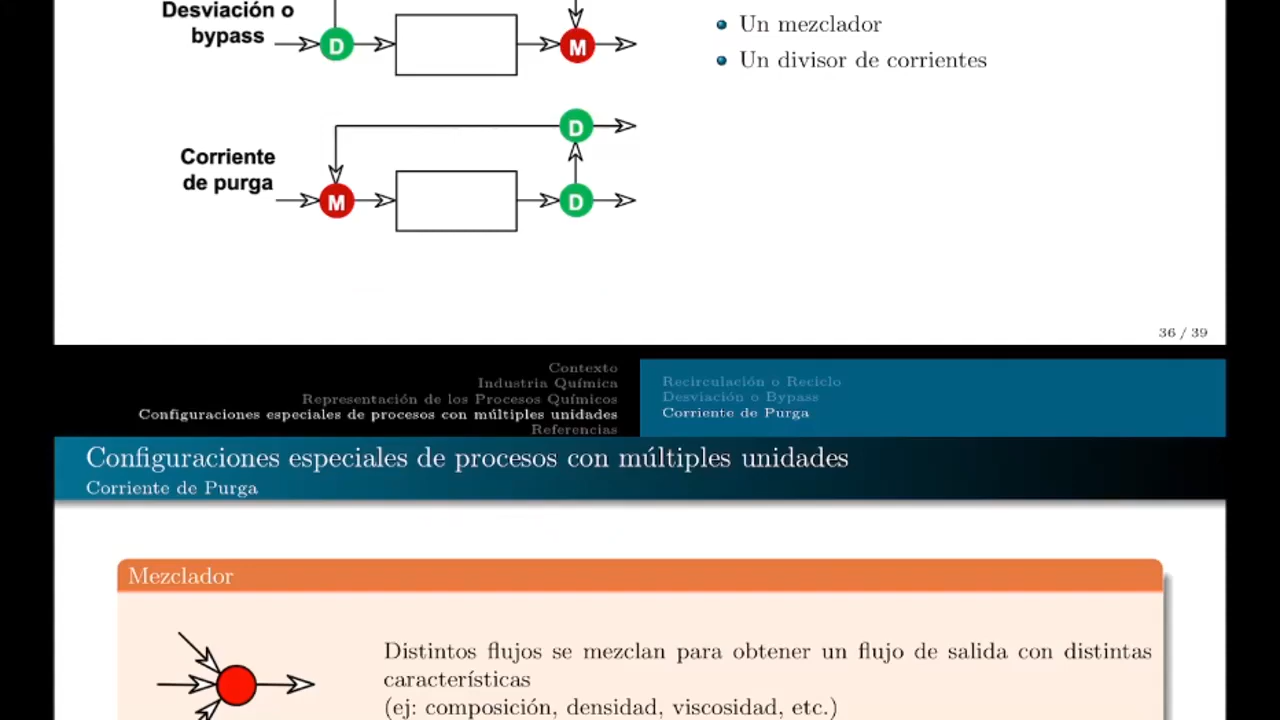 Desviación o
bypass
D
M
Un mezclador
Un divisor de corrientes
D
Corriente
de purga
M
D
36 / 39
Contexto
Industria Química
Representación de los Procesos Químicos
Configuraciones especiales de procesos con múltiples unidades
Referencias
Recirculación o Reciclo
Desviación o Bypass
Corriente de Purga
Configuraciones especiales de procesos con múltiples unidades
Corriente de Purga
Mezclador
Distintos flujos se mezclan para obtener un flujo de salida con distintas
características
(ej: composición, densidad, viscosidad, etc.)